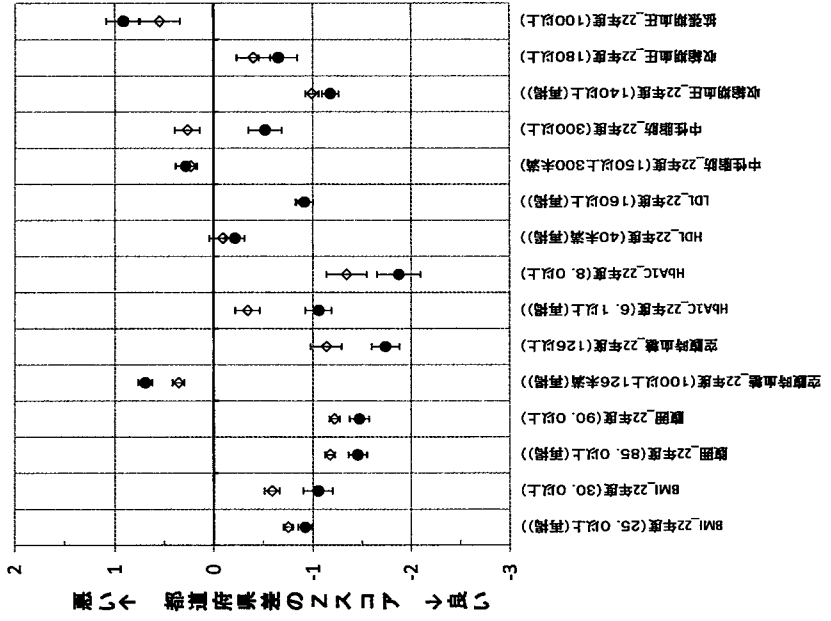 拡張期血圧_22年度(100以上)
収縮期血圧_22年度(180以上)
収縮期血圧_22年度(140以上(再掲))
中性脂肪_22年度(300以上)
中性脂肪_22年度(150以上300未満)
LDL_22年度(160以上(再掲))
HDL_22年度(40未満(再掲))
HbA1C_22年度(8.0以上)
HbA1C_22年度(6.1以上(再掲))
空腹時血糖_22年度(126以上)
空腹時血糖_22年度(100以上126未満(再掲))
腹囲_22年度(90.0以上)
腹囲_22年度(85.0以上(再掲))
BMI_22年度(30.0以上)
BMI_22年度(25.0以上(再掲))
2 1 0 -1 -2 -3
悪い← 都道府県差のZスコア →良い